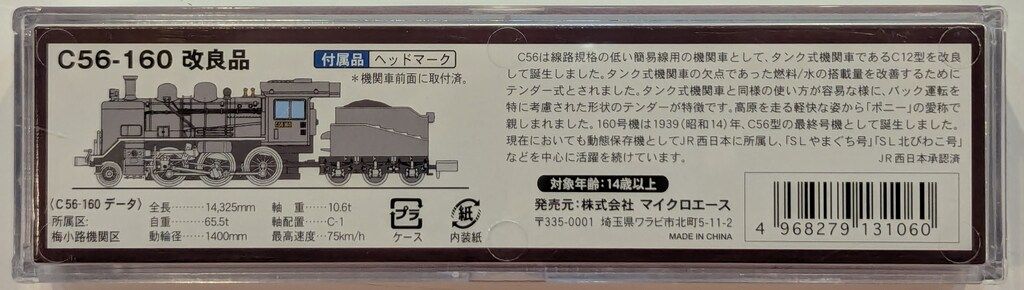 C56-160 改良品
付属品 ヘッドマーク
*機関車前面に取付済。
C56 160
〈C56-160 データ〉
所属区:
梅小路機関区
全長………14,325mm
自重………65.5t
動輪径……1400mm
軸重………10.6t
軸配置……C-1
最高速度…75km/h
プラ
ケース
紙
内装紙
C56は線路規格の低い簡易線用の機関車として、タンク式機関車であるC12型を改良
して誕生しました。タンク式機関車の欠点であった燃料/水の搭載量を改善するために
テンダー式とされました。タンク式機関車と同様の使い方が容易な様に、バック運転を
特に考慮された形状のテンダーが特徴です。高原を走る軽快な姿から「ポニー」の愛称で
親しまれました。160号機は1939(昭和14)年、C56型の最終号機として誕生しました。
現在においても動態保存機としてJR西日本に所属し、「SLやまぐち号」「SL北びわこ号」
などを中心に活躍を続けています。
JR西日本承認済
対象年齢:14歳以上
発売元:株式会社 マイクロエース
〒335-0001 埼玉県ワラビ市北町5-11-2
MADE IN CHINA
4 968279 131060